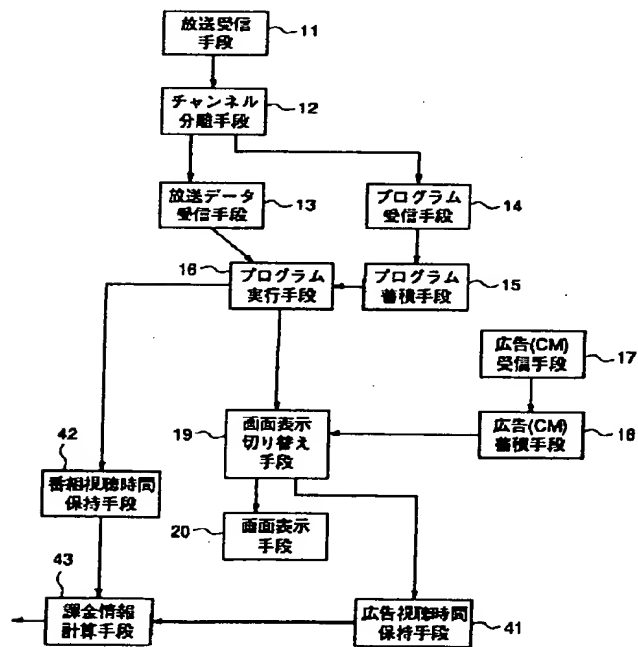 放送受信
手段
11
チャンネル
分離手段
12
放送データ
受信手段
13
プログラム
受信手段
14
16
プログラム
実行手段
プログラム
蓄積手段
15
広告(CM)
受信手段
17
19
画面表示
切り替え
手段
広告(CM)
蓄積手段
18
42
番組視聴時間
保持手段
20
画面表示
手段
43
課金情報
計算手段
広告視聴時間
保持手段
41